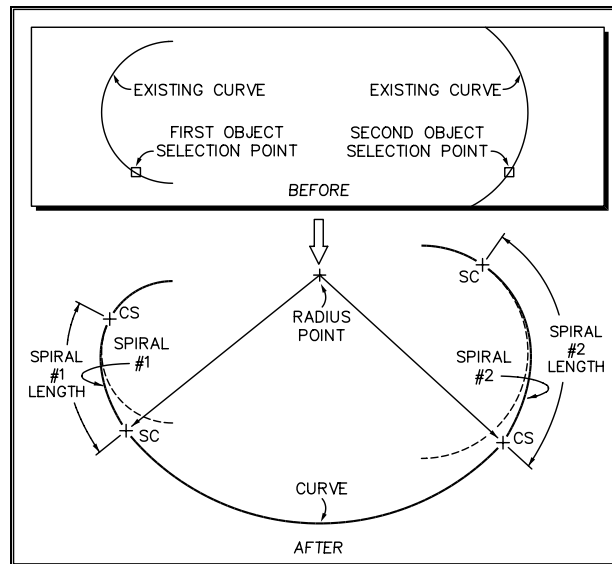 EXISTING CURVE
EXISTING CURVE
FIRST OBJECT
SELECTION POINT
SECOND OBJECT
SELECTION POINT
BEFORE
SC
CS
RADIUS
POINT
SPIRAL
#1
LENGTH
SPIRAL
#1
SPIRAL
#2
SPIRAL
#2
LENGTH
SC
CS
CURVE
AFTER